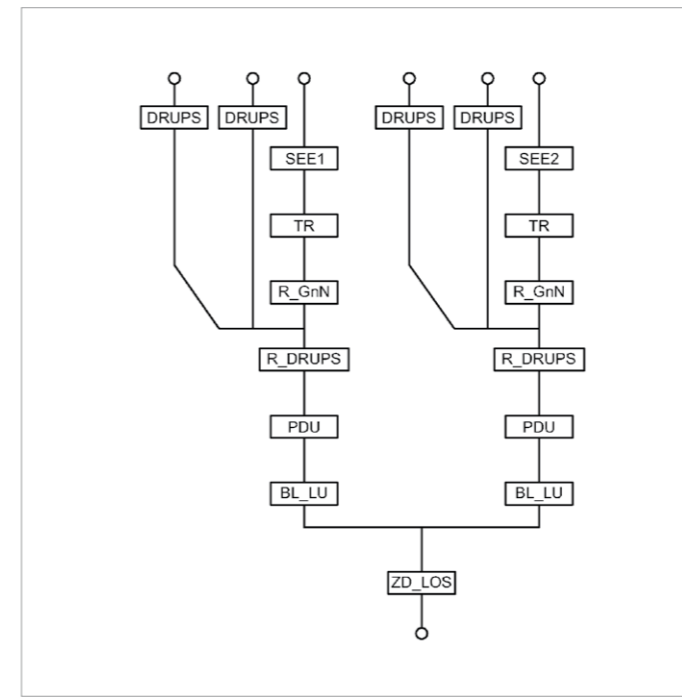 DRUPS DRUPS DRUPS DRUPS
SEE1 SEE2
TR TR
R_GnN R_GnN
R_DRUPS R_DRUPS
PDU PDU
BL_LU BL_LU
ZD_LOS